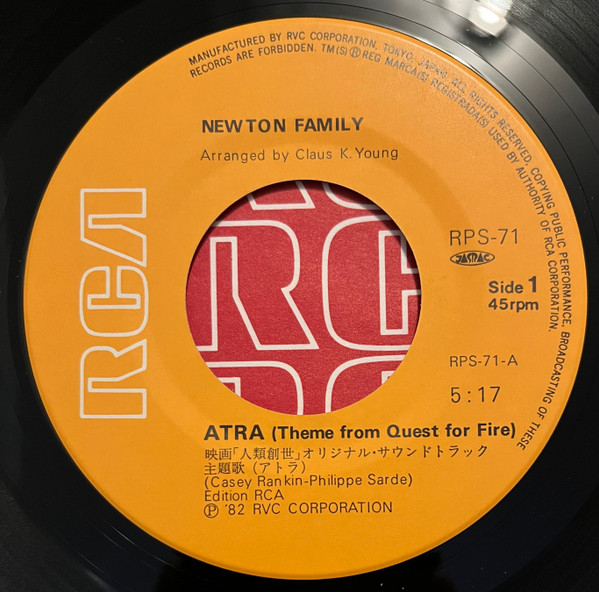 MANUFACTURED BY RVC CORPORATION, TOKYO, JAPAN. ALL RIGHTS RESERVED, COPYING PUBLIC PERFORMANCE, BROADCASTING OF THESE
RECORDS ARE FORBIDDEN. TM(S) ® REG MARCA(S) REGISTRADA(S) USED BY AUTHORITY OF RCA CORPORATION.
NEWTON FAMILY
Arranged by Claus K. Young
RCA
RPS-71
JASRAC
Side 1
45rpm
RPS-71-A
5:17
ATRA (Theme from Quest for Fire)
映画「人類創世」オリジナル・サウンドトラック
主題歌（アトラ）
(Casey Rankin-Philippe Sarde)
Edition RCA
Ⓟ '82 RVC CORPORATION